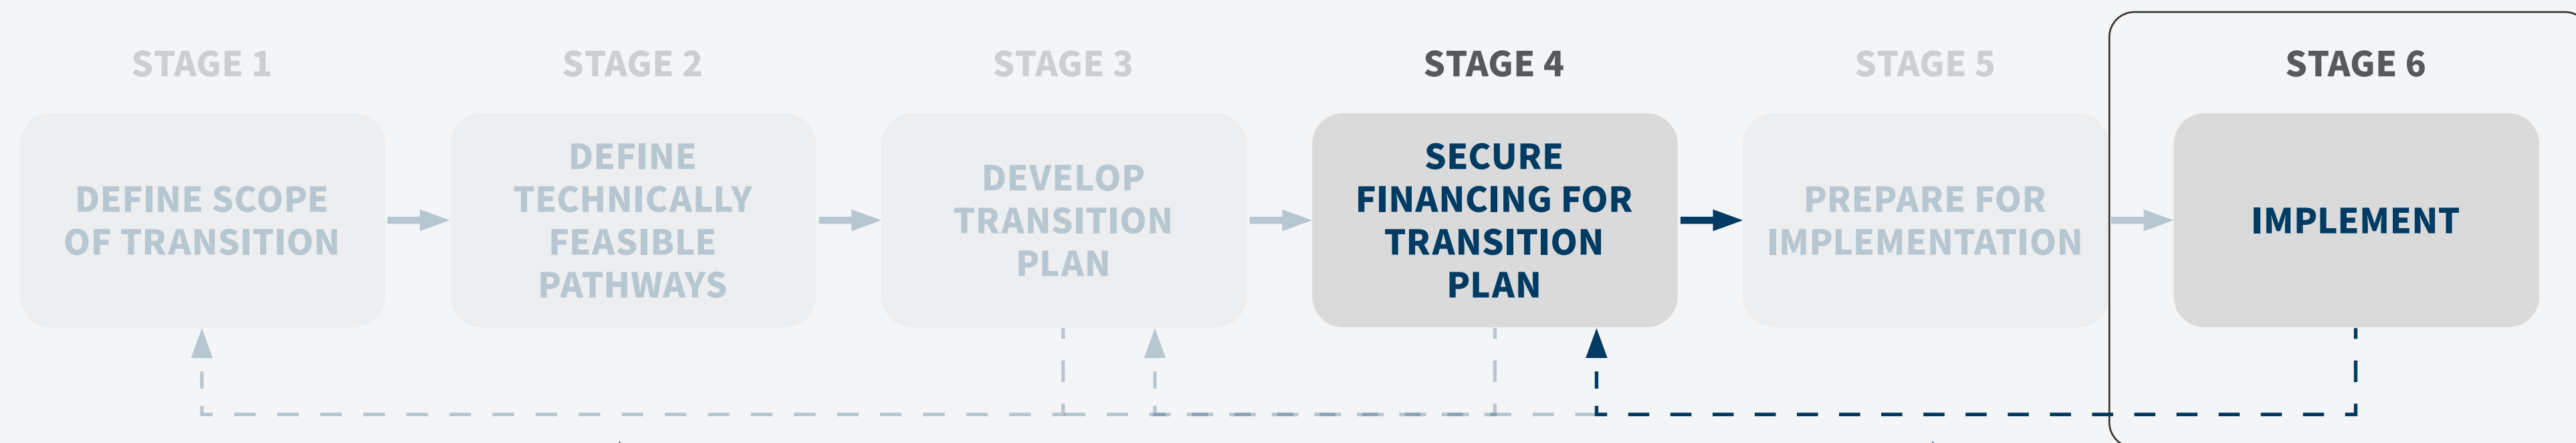 STAGE 1
STAGE 2
STAGE 3
STAGE 4
STAGE 5
STAGE 6
DEFINE SCOPE
OF TRANSITION
DEFINE
TECHNICALLY
FEASIBLE
PATHWAYS
DEVELOP
TRANSITION
PLAN
SECURE
FINANCING FOR
TRANSITION
PLAN
PREPARE FOR
IMPLEMENTATION
IMPLEMENT